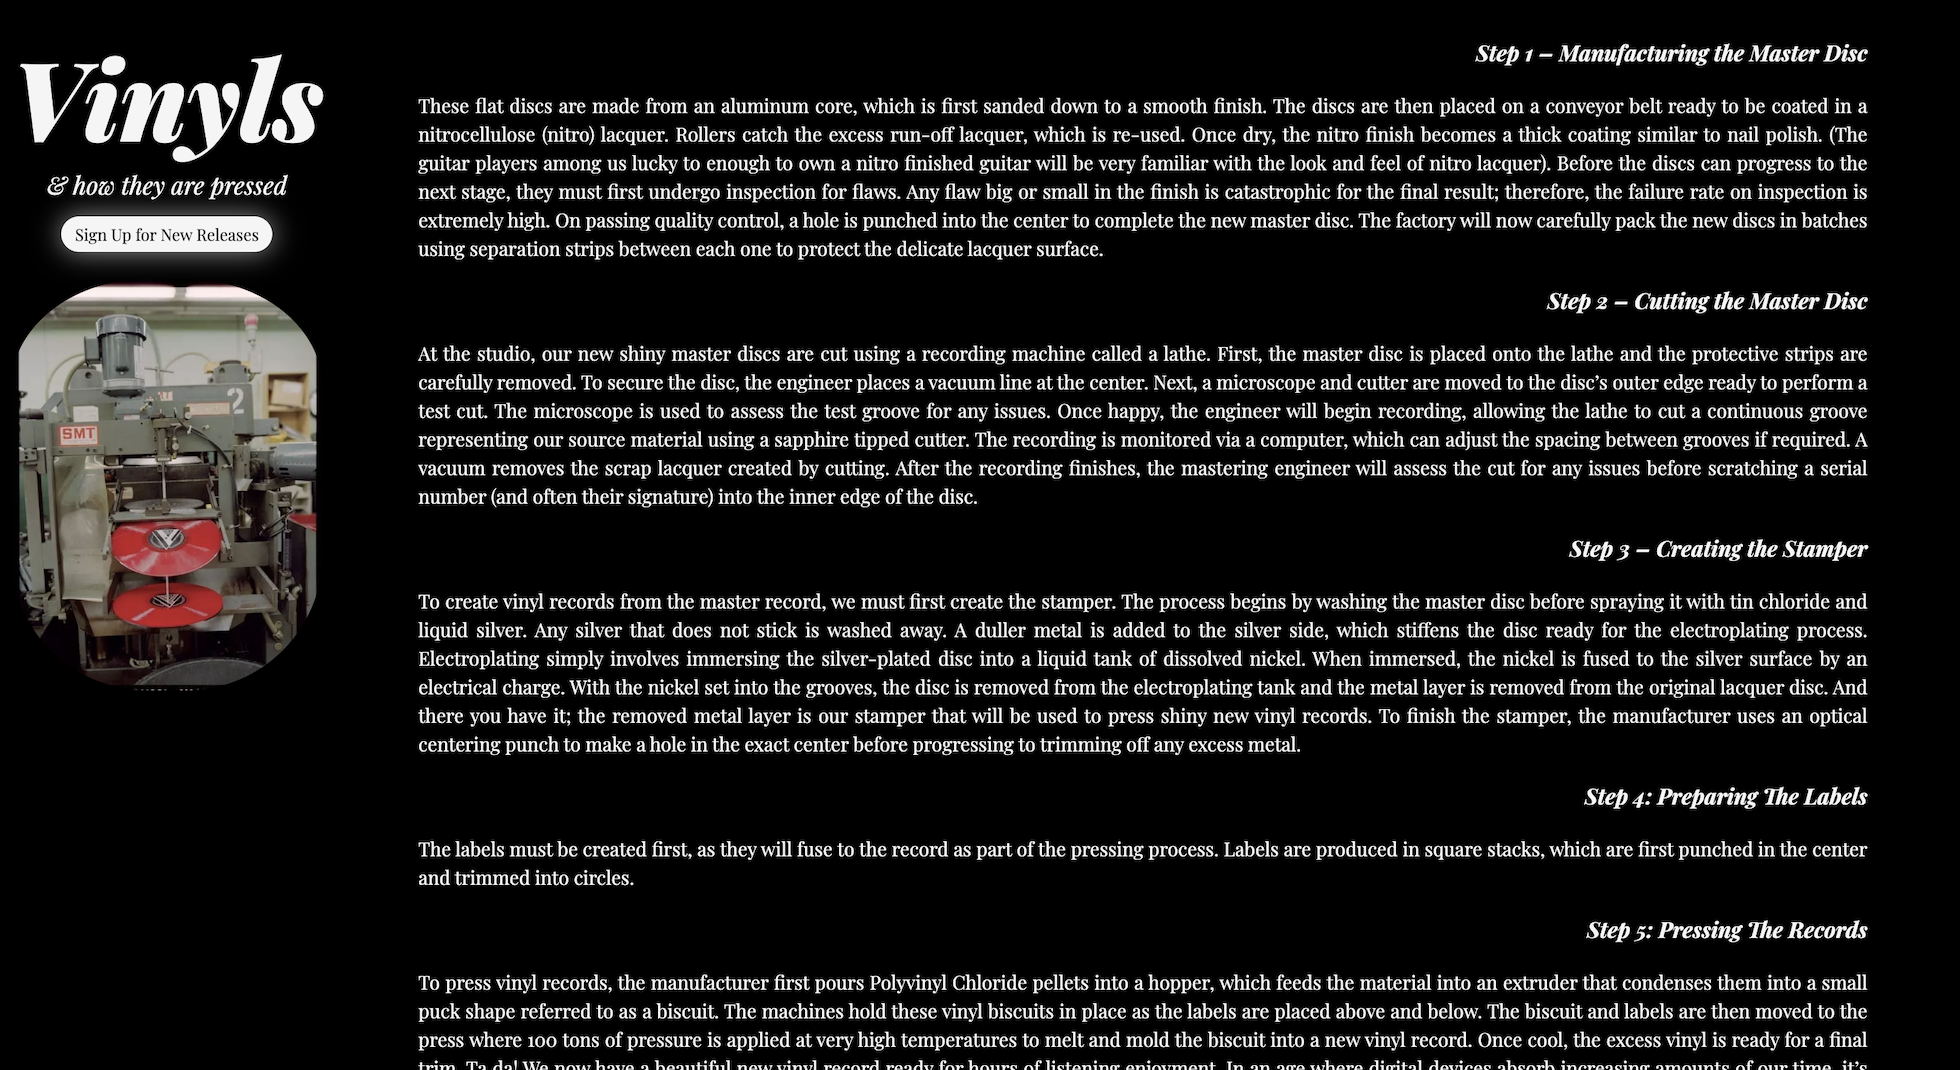 Vinyls
& how they are pressed
Sign Up for New Releases
2
SMT
Step 1 – Manufacturing the Master Disc
These flat discs are made from an aluminum core, which is first sanded down to a smooth finish. The discs are then placed on a conveyor belt ready to be coated in a
nitrocellulose (nitro) lacquer. Rollers catch the excess run-off lacquer, which is re-used. Once dry, the nitro finish becomes a thick coating similar to nail polish. (The
guitar players among us lucky to enough to own a nitro finished guitar will be very familiar with the look and feel of nitro lacquer). Before the discs can progress to the
next stage, they must first undergo inspection for flaws. Any flaw big or small in the finish is catastrophic for the final result; therefore, the failure rate on inspection is
extremely high. On passing quality control, a hole is punched into the center to complete the new master disc. The factory will now carefully pack the new discs in batches
using separation strips between each one to protect the delicate lacquer surface.
Step 2 – Cutting the Master Disc
At the studio, our new shiny master discs are cut using a recording machine called a lathe. First, the master disc is placed onto the lathe and the protective strips are
carefully removed. To secure the disc, the engineer places a vacuum line at the center. Next, a microscope and cutter are moved to the disc’s outer edge ready to perform a
test cut. The microscope is used to assess the test groove for any issues. Once happy, the engineer will begin recording, allowing the lathe to cut a continuous groove
representing our source material using a sapphire tipped cutter. The recording is monitored via a computer, which can adjust the spacing between grooves if required. A
vacuum removes the scrap lacquer created by cutting. After the recording finishes, the mastering engineer will assess the cut for any issues before scratching a serial
number (and often their signature) into the inner edge of the disc.
Step 3 – Creating the Stamper
To create vinyl records from the master record, we must first create the stamper. The process begins by washing the master disc before spraying it with tin chloride and
liquid silver. Any silver that does not stick is washed away. A duller metal is added to the silver side, which stiffens the disc ready for the electroplating process.
Electroplating simply involves immersing the silver-plated disc into a liquid tank of dissolved nickel. When immersed, the nickel is fused to the silver surface by an
electrical charge. With the nickel set into the grooves, the disc is removed from the electroplating tank and the metal layer is removed from the original lacquer disc. And
there you have it; the removed metal layer is our stamper that will be used to press shiny new vinyl records. To finish the stamper, the manufacturer uses an optical
centering punch to make a hole in the exact center before progressing to trimming off any excess metal.
Step 4: Preparing The Labels
The labels must be created first, as they will fuse to the record as part of the pressing process. Labels are produced in square stacks, which are first punched in the center
and trimmed into circles.
Step 5: Pressing The Records
To press vinyl records, the manufacturer first pours Polyvinyl Chloride pellets into a hopper, which feeds the material into an extruder that condenses them into a small
puck shape referred to as a biscuit. The machines hold these vinyl biscuits in place as the labels are placed above and below. The biscuit and labels are then moved to the
press where 100 tons of pressure is applied at very high temperatures to melt and mold the biscuit into a new vinyl record. Once cool, the excess vinyl is ready for a final
trim. Ta da! We now have a beautiful new vinyl record ready for hours of listening enjoyment. In an age where digital devices absorb increasing amounts of our time, it’s